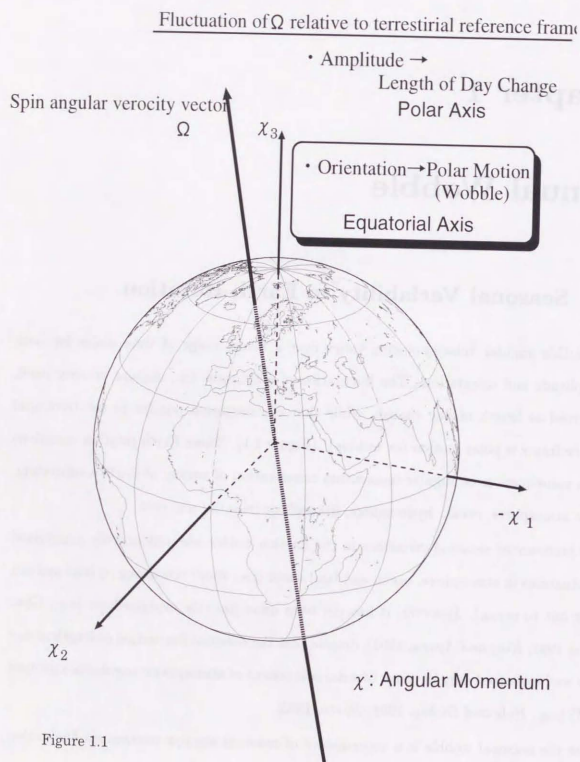 Fluctuation of Ω relative to terrestirial reference frame
• Amplitude →
Length of Day Change
Polar Axis
Spin angular verocity vector
Ω
χ3
• Orientation→Polar Motion
(Wobble)
Equatorial Axis
-χ1
χ2
χ: Angular Momentum
Figure 1.1